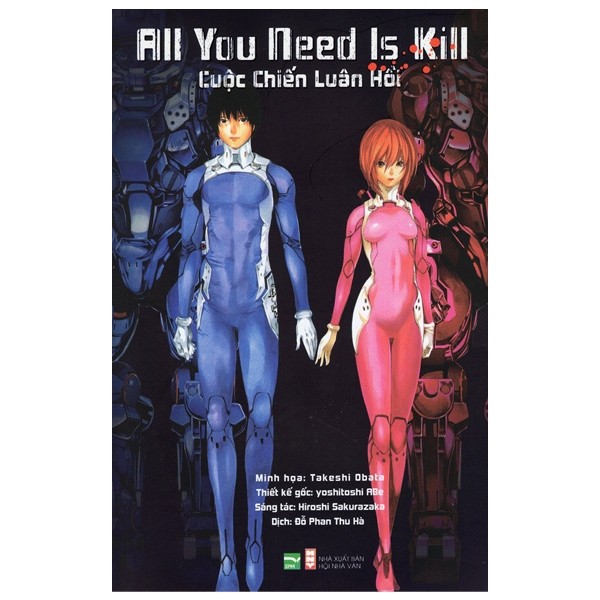 All You Need Is Kill
Cuộc Chiến Luân Hồi
Minh họa: Takeshi Obata
Thiết kế gốc: yoshitoshi ABe
Sáng tác: Hiroshi Sakurazaka
Dịch: Đỗ Phan Thu Hà
IPM
NHÀ XUẤT BẢN
HỘI NHÀ VĂN